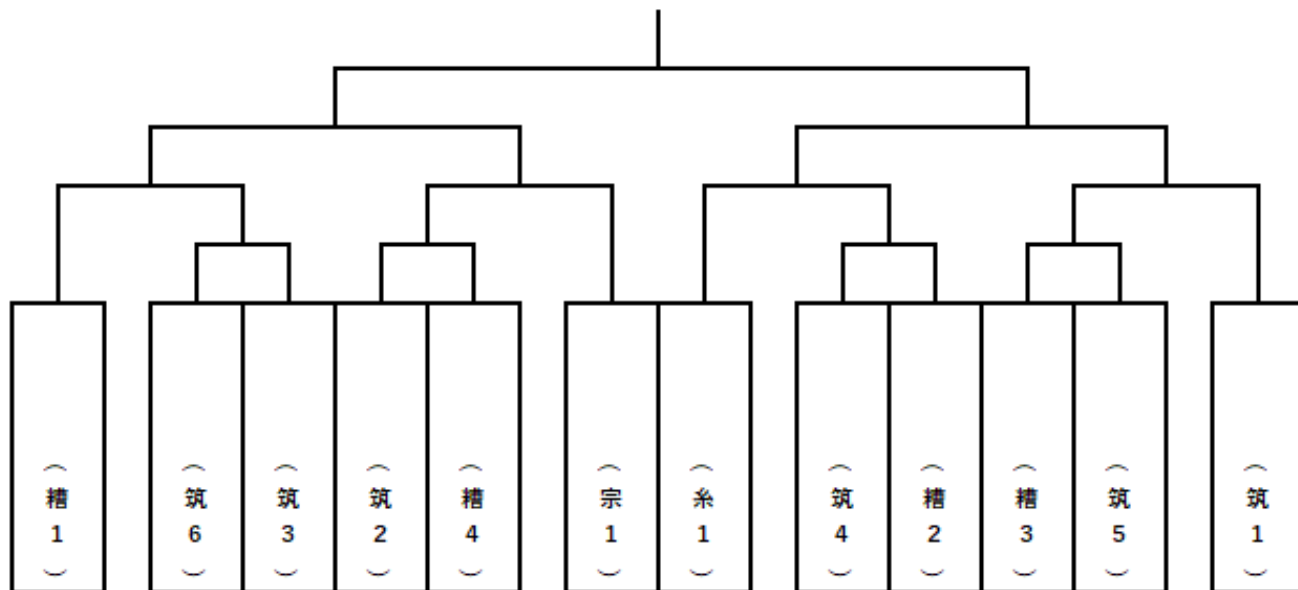 （糟1）
（筑6）
（筑3）
（筑2）
（糟4）
（宗1）
（糸1）
（筑4）
（糟2）
（糟3）
（筑5）
（筑1）